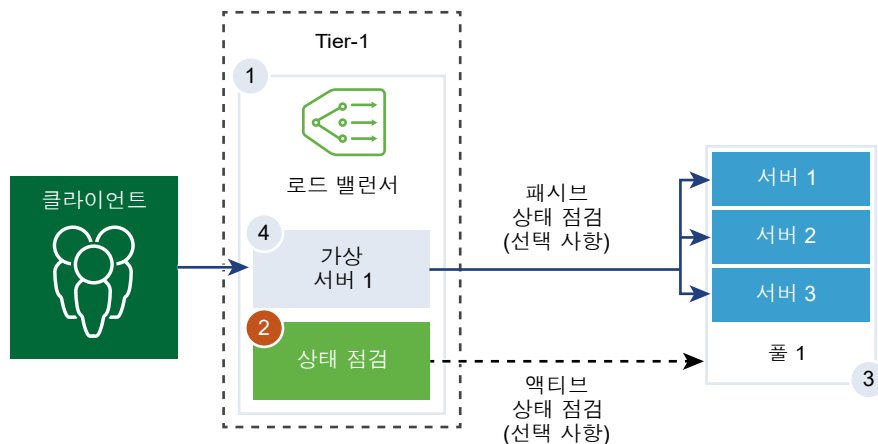 Tier-1
1
로드 밸런서
클라이언트
4
가상
서버 1
2
상태 점검
패시브
상태 점검
(선택 사항)
액티브
상태 점검
(선택 사항)
서버 1
서버 2
서버 3
풀 1
3